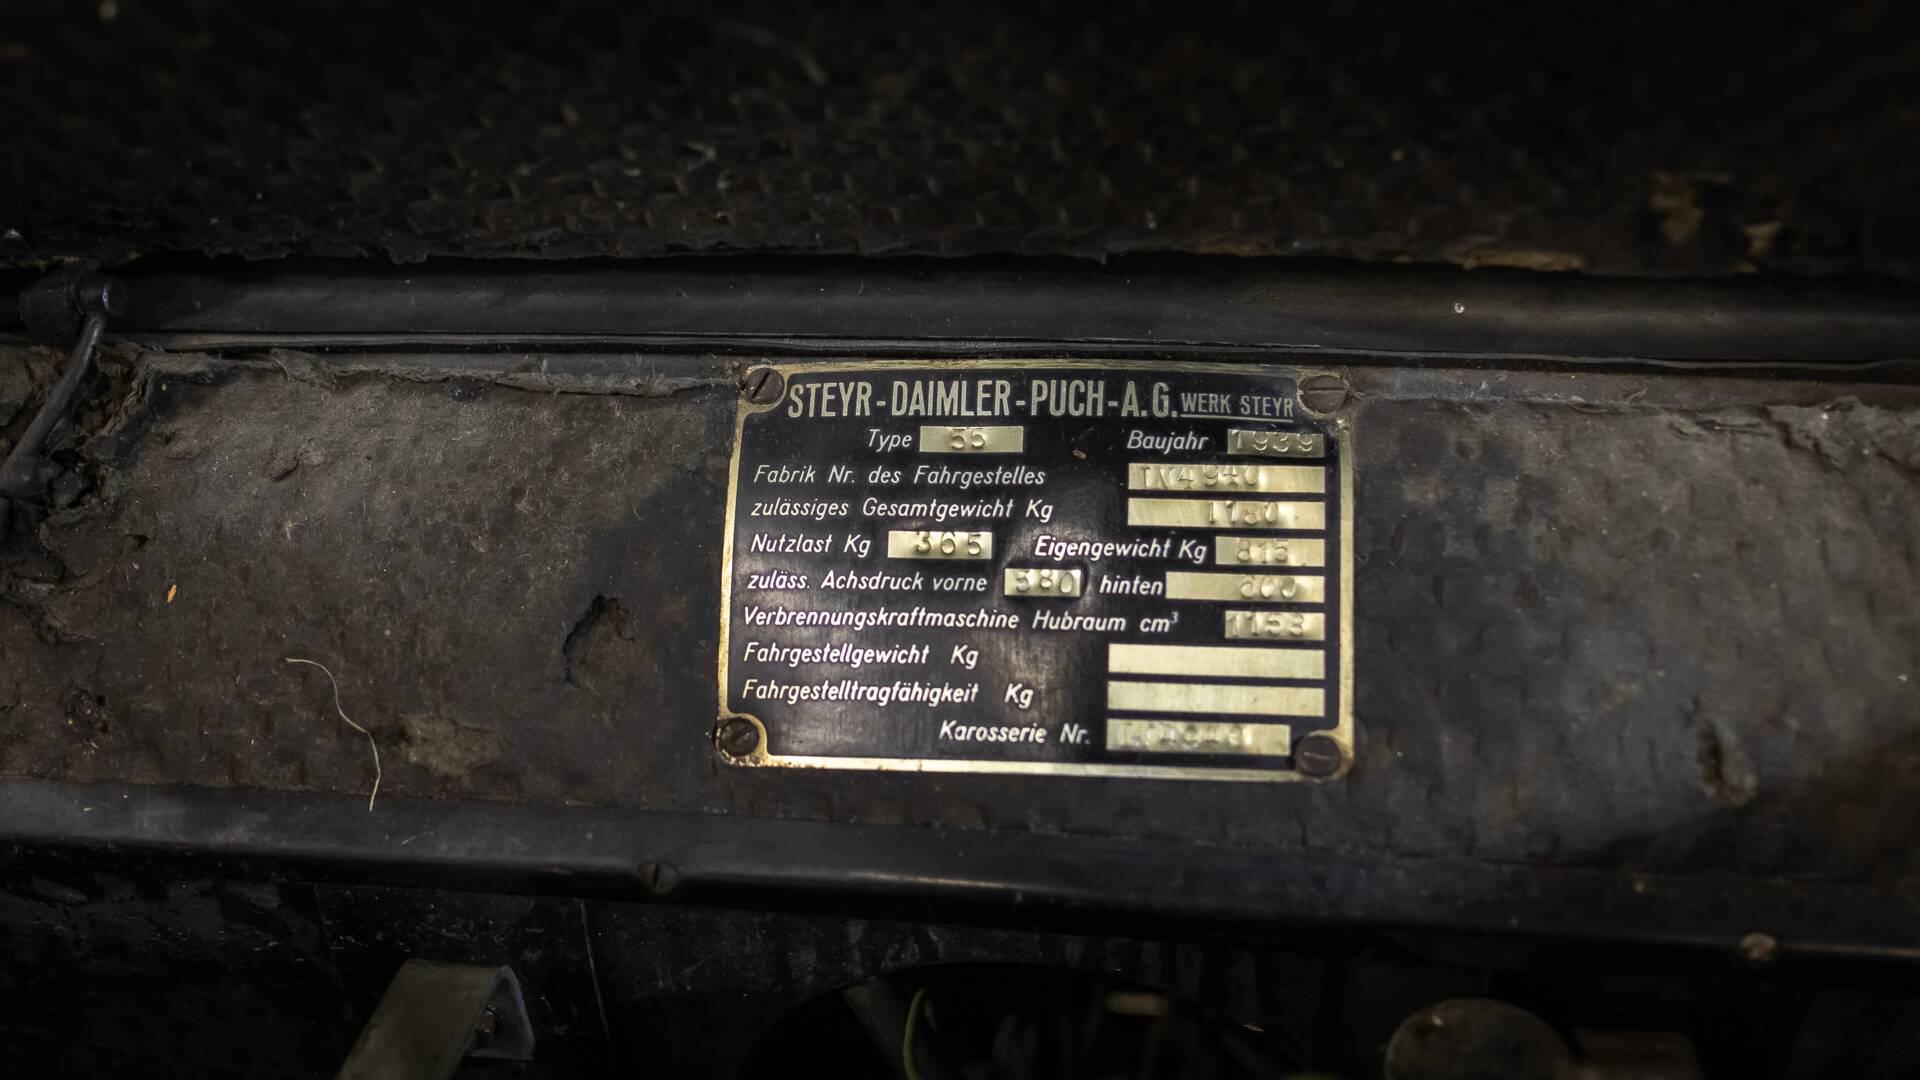 STEYR-DAIMLER-PUCH-A.G. WERK STEYR
Type 55 Baujahr 1939
Fabrik Nr. des Fahrgestelles
zulässiges Gesamtgewicht Kg 1180
Nutzlast Kg 365 Eigengewicht Kg 815
zuläss. Achsdruck vorne 580 hinten 600
Verbrennungskraftmaschine Hubraum cm³ 1158
Fahrgestellgewicht Kg
Fahrgestelltragfähigkeit Kg
Karosserie Nr.